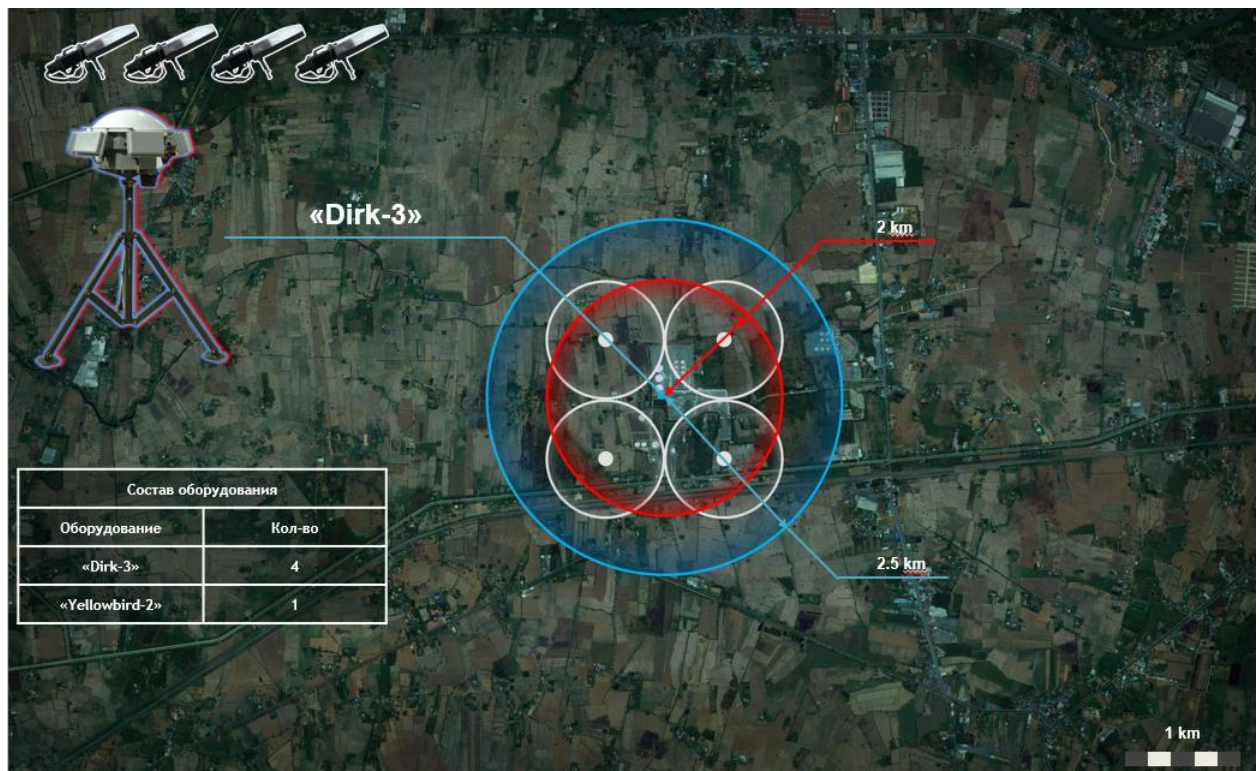 «Dirk-3»
2 km
Состав оборудования
Оборудование Кол-во
«Dirk-3» 4
«Yellowbird-2» 1
2.5 km
1 km